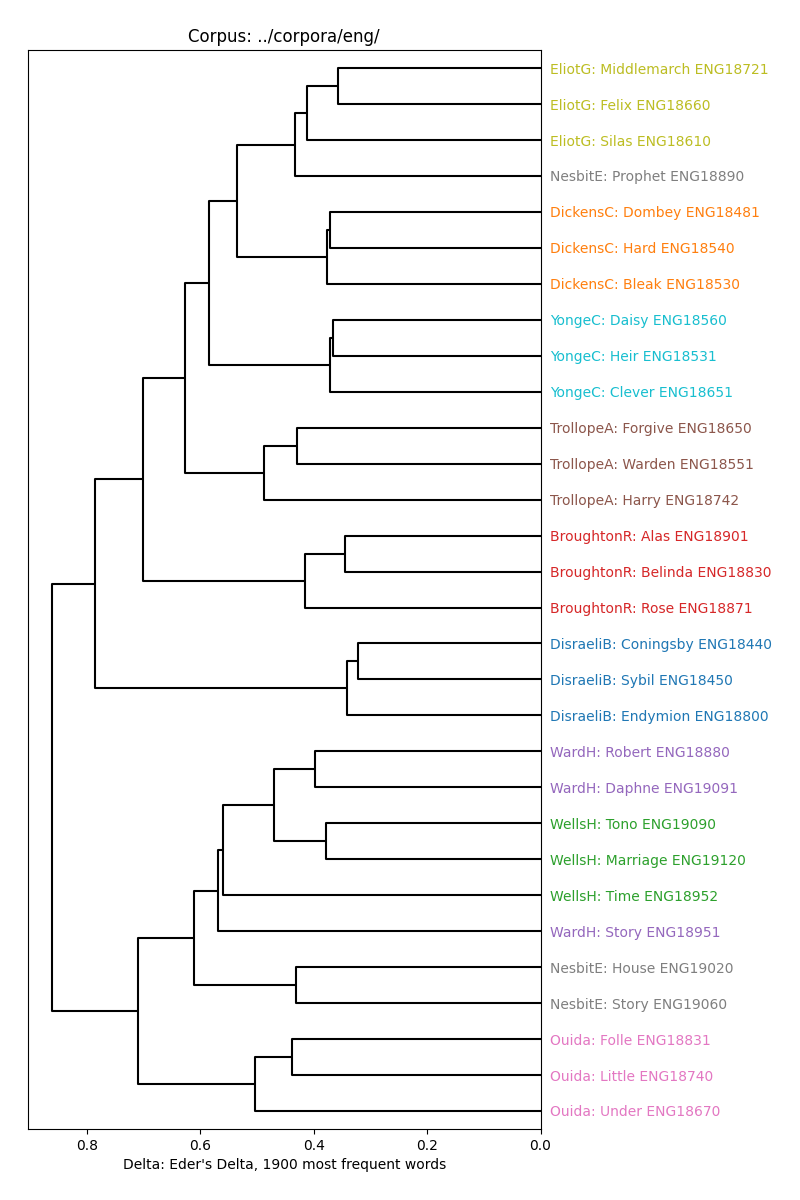 Corpus: ../corpora/eng/
EliotG: Middlemarch ENG18721
EliotG: Felix ENG18660
EliotG: Silas ENG18610
NesbitE: Prophet ENG18890
DickensC: Dombey ENG18481
DickensC: Hard ENG18540
DickensC: Bleak ENG18530
YongeC: Daisy ENG18560
YongeC: Heir ENG18531
YongeC: Clever ENG18651
TrollopeA: Forgive ENG18650
TrollopeA: Warden ENG18551
TrollopeA: Harry ENG18742
BroughtonR: Alas ENG18901
BroughtonR: Belinda ENG18830
BroughtonR: Rose ENG18871
DisraeliB: Coningsby ENG18440
DisraeliB: Sybil ENG18450
DisraeliB: Endymion ENG18800
WardH: Robert ENG18880
WardH: Daphne ENG19091
WellsH: Tono ENG19090
WellsH: Marriage ENG19120
WellsH: Time ENG18952
WardH: Story ENG18951
NesbitE: House ENG19020
NesbitE: Story ENG19060
Ouida: Folle ENG18831
Ouida: Little ENG18740
Ouida: Under ENG18670
0.8 0.6 0.4 0.2 0.0
Delta: Eder's Delta, 1900 most frequent words